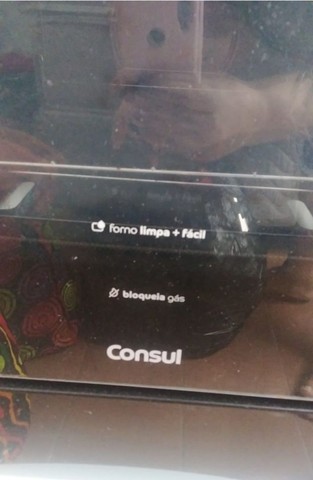 forno limpa + fácil
bloqueia gás
Consul